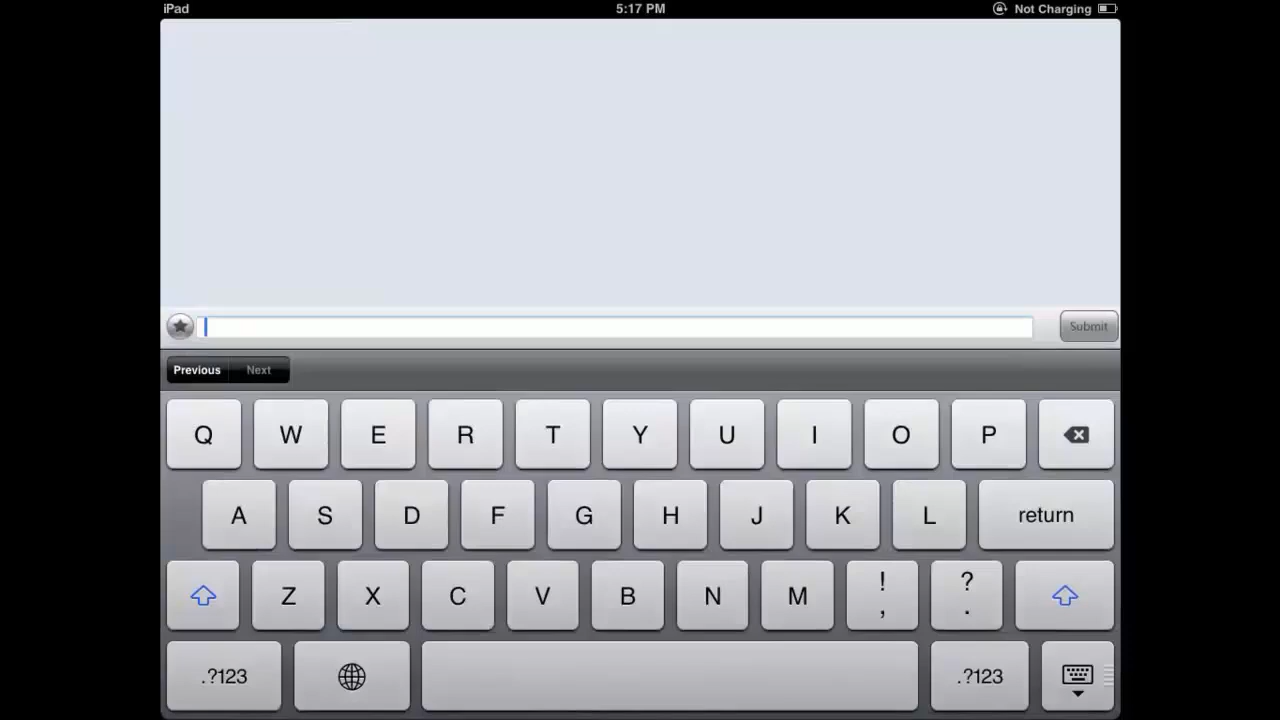 iPad 5:17 PM Not Charging
Submit
Previous Next
Q W E R T Y U I O P
A S D F G H J K L return
Z X C V B N M ! , ? .
.?123 .?123